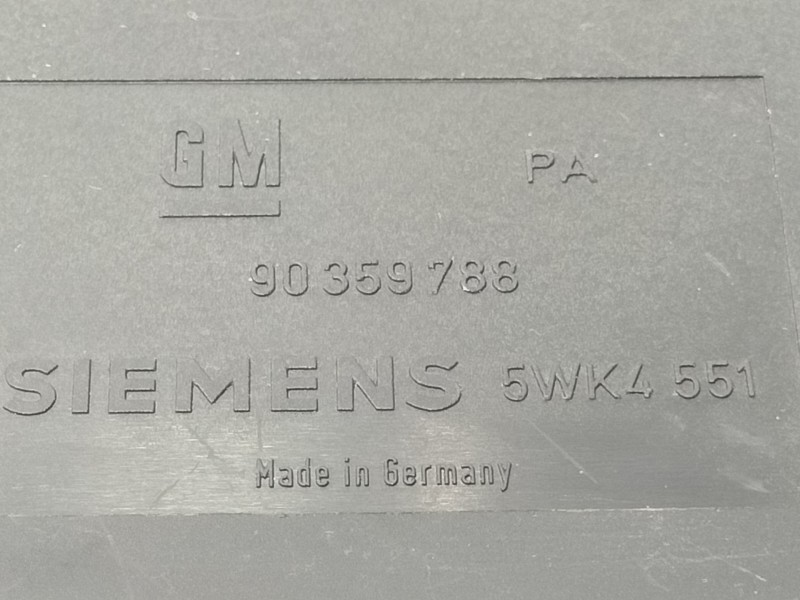 GM PA
90 359 788
SIEMENS 5WK4 551
Made in Germany